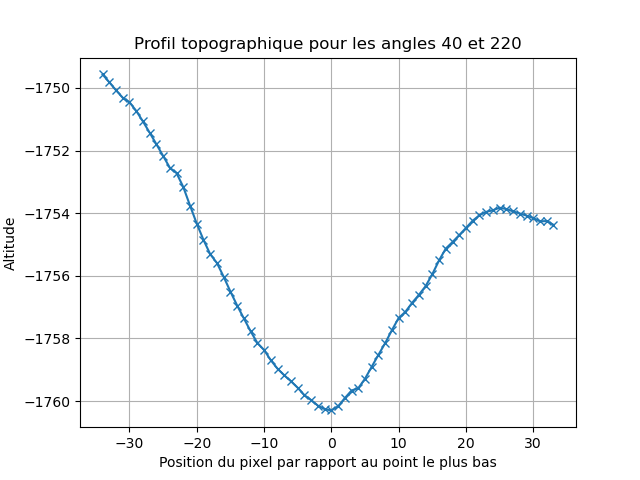 Profil topographique pour les angles 40 et 220
Altitude
−1750
−1752
−1754
−1756
−1758
−1760
−30 −20 −10 0 10 20 30
Position du pixel par rapport au point le plus bas